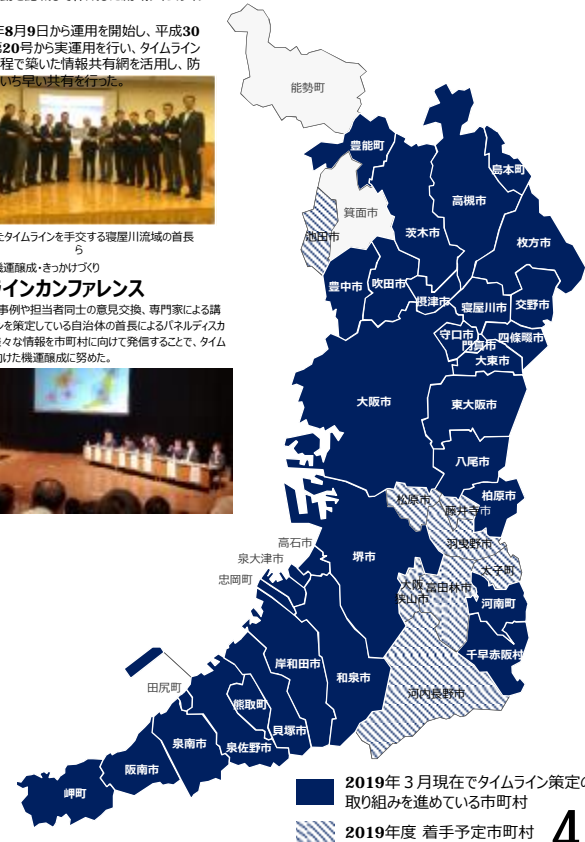 年8月9日から運用を開始し、平成30
第20号から実運用を行い、タイムライン
程で築いた情報共有網を活用し、防
いち早い共有を行った。
たタイムラインを手交する寝屋川流域の首長
ら
機運醸成・きっかけづくり
インカンファレンス
事例や担当者同士の意見交換、専門家による講
ンを策定している自治体の首長によるパネルディスカ
々な情報を市町村に向けて発信することで、タイム
向けた機運醸成に努めた。
能勢町
豊能町
島本町
高槻市
箕面市
池田市
茨木市
枚方市
豊中市
吹田市
摂津市
寝屋川市
交野市
守口市
門真市
四條畷市
大東市
大阪市
東大阪市
八尾市
柏原市
松原市
藤井寺市
羽曳野市
高石市
泉大津市
忠岡町
堺市
太子町
大阪狭山市
富田林市
河南町
千早赤阪村
岸和田市
和泉市
河内長野市
田尻町
熊取町
貝塚市
泉南市
泉佐野市
阪南市
岬町
2019年3月現在でタイムライン策定の
取り組みを進めている市町村
2019年度 着手予定市町村
4